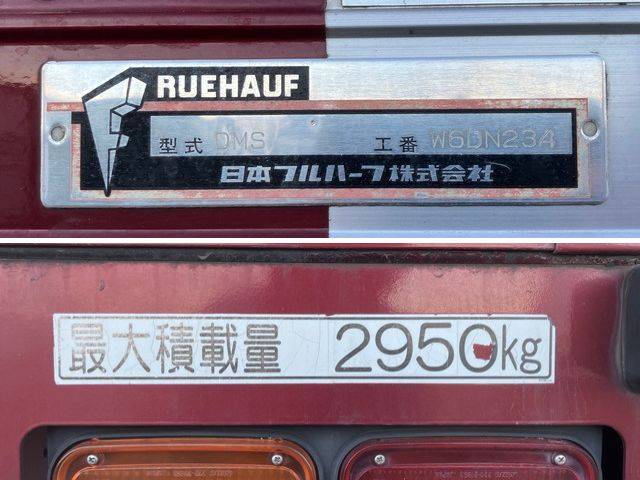 FRUEHAUF
型式 DMS 工番 W6DN234
日本フルハーフ株式会社
最大積載量 2950kg